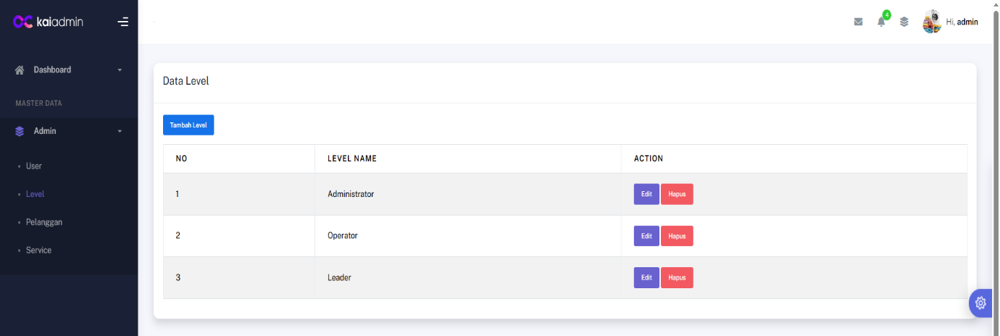 kaiadmin
4
Hi, admin
Dashboard
MASTER DATA
Admin
User
Level
Pelanggan
Service
Data Level
Tambah Level
NO LEVEL NAME ACTION
1 Administrator Edit Hapus
2 Operator Edit Hapus
3 Leader Edit Hapus